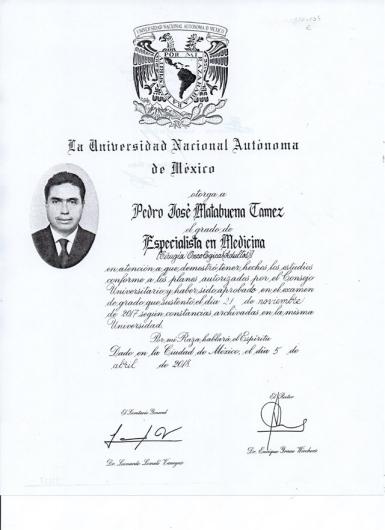 UNIVERSIDAD NACIONAL AUTONOMA DE MEXICO
POR MI RAZA HABLARA EL ESPIRITU
La Universidad Nacional Autónoma
de México
otorga a
Pedro José Matabuena Tamez
el grado de
Especialista en Medicina
(Cirugía Oncológica (Adultos))
en atención a que demostró tener hechos los estudios
conforme a los planes autorizados por el Consejo
Universitario y haber sido aprobado en el examen
de grado que sustentó el día 21 de noviembre
de 2017 según constancias archivadas en la misma
Universidad.
Por mi Raza hablará el Espíritu
Dado en la Ciudad de México, el día 5 de
abril de 2018.
El Secretario General
El Rector
Dr. Leonardo Lomelí Vanegas
Dr. Enrique Graue Wiechers